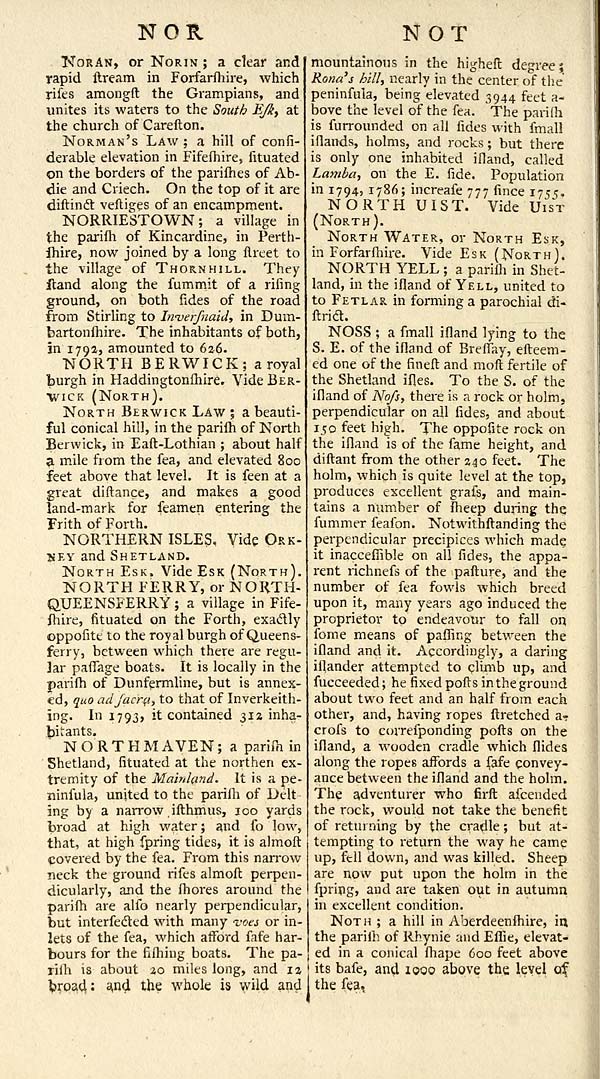 NOR
NOT
NORAN, or NORIN; a clear and
rapid ſtream in Forfarſhire, which
riſes amongſt the Grampians, and
unites its waters to the South Eſk, at
the church of Careſton.
NORMAN'S LAW; a hill of conſi-
derable elevation in Fifeſhire, ſituated
on the borders of the pariſhes of Ab-
die and Criech. On the top of it are
diſtinct veſtiges of an encampment.
NORRIESTOWN; a village in
the pariſh of Kincardine, in Perth-
ſhire, now joined by a long ſtreet to
the village of THORNHILL. They
ſtand along the ſummit of a riſing
ground, on both ſides of the road
from Stirling to Inverſnaid, in Dum-
bartonſhire. The inhabitants of both,
in 1792, amounted to 626.
NORTH BERWICK; a royal
burgh in Haddingtonſhire. Vide BER-
WICK (NORTH).
NORTH BERWICK LAW; a beauti-
ful conical hill, in the pariſh of North
Berwick, in Eaſt-Lothian; about half
a mile from the ſea, and elevated 800
feet above that level. It is ſeen at a
great diſtance, and makes a good
land-mark for ſeamen entering the
Frith of Forth.
NORTHERN ISLES. Vide ORK-
NEY and SHETLAND.
NORTH ESK. Vide ESK (NORTH).
NORTH FERRY, or NORTH-
QUEENSFERRY; a village in Fife-
ſhire, ſituated on the Forth, exactly
oppoſite to the royal burgh of Queens-
ferry, between which there are regu-
lar paſſage boats. It is locally in the
pariſh of Dunfermline, but is annex-
ed, quo ad ſacra, to that of Inverkeith-
ing. In 1793, it contained 312 inha-
bitants.
NORTHMAVEN; a pariſh in
Shetland, ſituated at the northen ex-
tremity of the Mainland. It is a pe-
ninſula, united to the pariſh of Delt-
ing by a narrow iſthmus, 100 yards
broad at high water; and ſo low,
that, at high ſpring tides, it is almoſt
covered by the ſea. From this narrow
neck the ground riſes almoſt perpen-
dicularly, and the ſhores around the
pariſh are alſo nearly perpendicular,
but interſected with many voes or in-
lets of the ſea, which afford ſafe har-
bours for the fiſhing boats. The pa-
riſh is about 20 miles long, and 12
broad: and the whole is wild and
mountainous in the higheſt degree;
Rona's hill, nearly in the center of the
peninſula, being elevated 3944 feet a-
bove the level of the ſea. The pariſh
is ſurrounded on all ſides with ſmall
iſlands, holms, and rocks; but there
is only one inhabited iſland, called
Lamba, on the E. ſide. Population
in 1794, 1786; increaſe 777 ſince 1755.
NORTH UIST. Vide UIST
(NORTH).
NORTH WATER, or NORTH ESK,
in Forfarſhire. Vide ESK (NORTH).
NORTH YELL; a pariſh in Shet-
land, in the iſland of YELL, united to
to FETLAR in forming a parochial di-
ſtrict.
NOSS; a ſmall iſland lying to the
S. E. of the iſland of Breſſay, eſteem-
ed one of the fineſt and moſt fertile of
the Shetland iſles. To the S. of the
iſland of Noſs, there is a rock or holm,
perpendicular on all ſides, and about
150 feet high. The oppoſite rock on
the iſland is of the ſame height, and
diſtant from the other 240 feet. The
holm, which is quite level at the top,
produces excellent graſs, and main-
tains a number of ſheep during the
ſummer ſeaſon. Notwithſtanding the
perpendicular precipices which made
it inacceſſible on all ſides, the appa-
rent richneſs of the paſture, and the
number of ſea fowls which breed
upon it, many years ago induced the
proprietor to endeavour to fall on
ſome means of paſſing between the
iſland and it. Accordingly, a daring
iſlander attempted to climb up, and
ſucceeded; he fixed poſts in the ground
about two feet and an half from each
other, and, having ropes ſtretched a-
croſs to correſponding poſts on the
iſland, a wooden cradle which ſlides
along the ropes affords a ſafe convey-
ance between the iſland and the holm.
The adventurer who firſt aſcended
the rock, would not take the benefit
of returning by the cradle; but at-
tempting to return the way he came
up, fell down, and was killed. Sheep
are now put upon the holm in the
ſpring, and are taken out in autumn
in excellent condition.
NOTH; a hill in Aberdeenſhire, in
the pariſh of Rhynie and Eſſie, elevat-
ed in a conical ſhape 600 feet above
its baſe, and 1000 above the level of
the ſea.